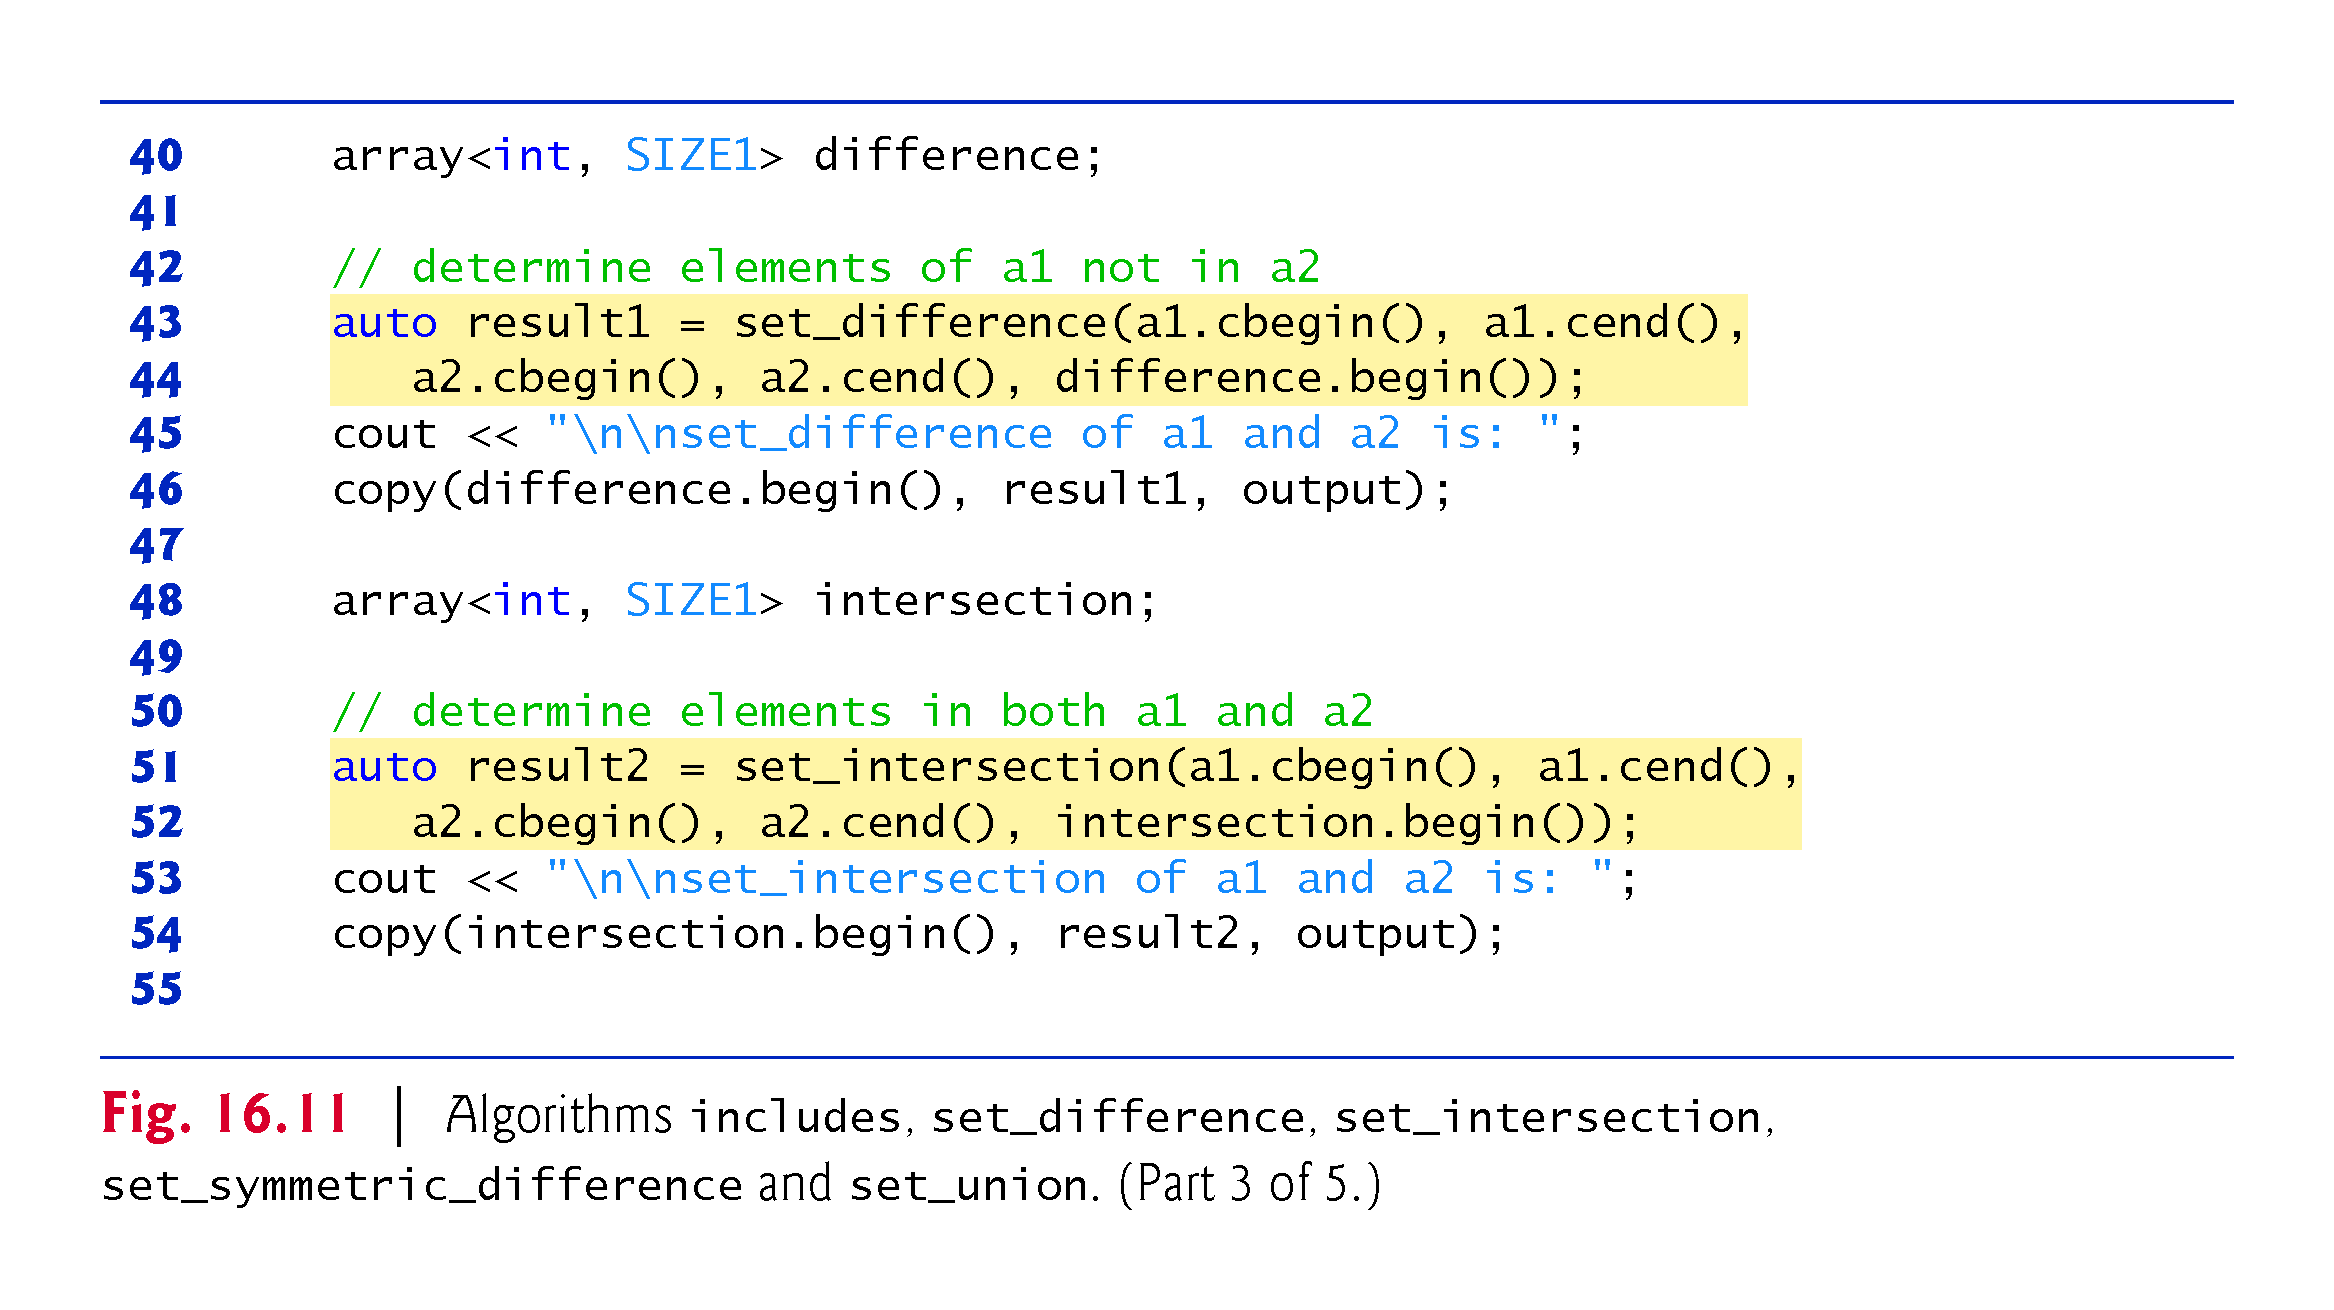 40 array<int, SIZE1> difference;
41
42 // determine elements of a1 not in a2
43 auto result1 = set_difference(a1.cbegin(), a1.cend(),
44 a2.cbegin(), a2.cend(), difference.begin());
45 cout << "\n\nset_difference of a1 and a2 is: ";
46 copy(difference.begin(), result1, output);
47
48 array<int, SIZE1> intersection;
49
50 // determine elements in both a1 and a2
51 auto result2 = set_intersection(a1.cbegin(), a1.cend(),
52 a2.cbegin(), a2.cend(), intersection.begin());
53 cout << "\n\nset_intersection of a1 and a2 is: ";
54 copy(intersection.begin(), result2, output);
55
Fig. 16.11 | Algorithms includes, set_difference, set_intersection,
set_symmetric_difference and set_union. (Part 3 of 5.)